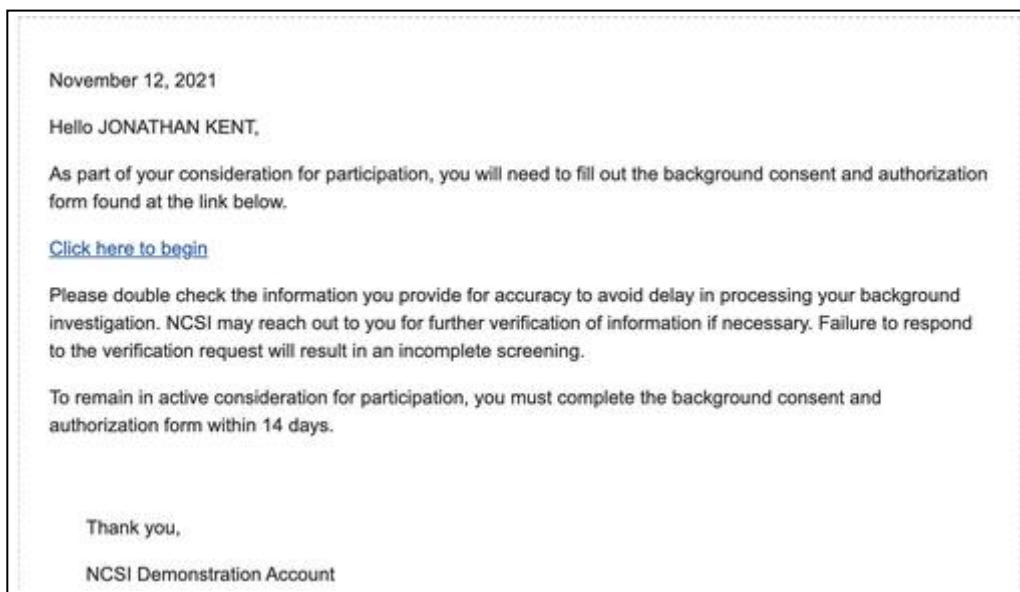 November 12, 2021
Hello JONATHAN KENT,
As part of your consideration for participation, you will need to fill out the background consent and authorization
form found at the link below.
Click here to begin
Please double check the information you provide for accuracy to avoid delay in processing your background
investigation. NCSI may reach out to you for further verification of information if necessary. Failure to respond
to the verification request will result in an incomplete screening.
To remain in active consideration for participation, you must complete the background consent and
authorization form within 14 days.
Thank you,
NCSI Demonstration Account